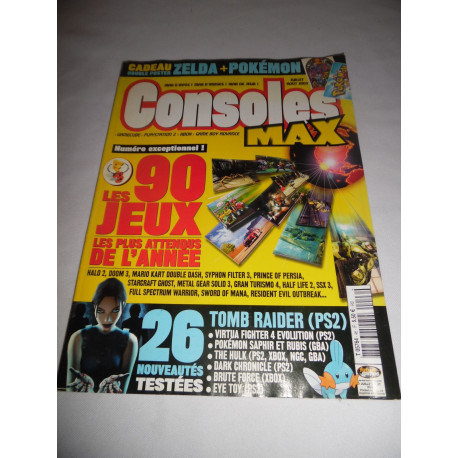 CADEAU
DOUBLE POSTER
ZELDA + POKÉMON
Consoles
MAX
GAMECUBE - PLAYSTATION 2 - XBOX - GAME BOY ADVANCE
Numéro exceptionnel !
LES 90
JEUX
LES PLUS ATTENDUS
DE L'ANNÉE
HALO 2, DOOM 3, MARIO KART DOUBLE DASH, SYPHON FILTER 3, PRINCE OF PERSIA,
STARCRAFT GHOST, METAL GEAR SOLID 3, GRAN TURISMO 4, HALF LIFE 2, SSX 3,
FULL SPECTRUM WARRIOR, SWORD OF MANA, RESIDENT EVIL OUTBREAK...
26
NOUVEAUTÉS
TESTÉES
TOMB RAIDER (PS2)
• VIRTUA FIGHTER 4 EVOLUTION (PS2)
• POKÉMON SAPHIR ET RUBIS (GBA)
• THE HULK (PS2, XBOX, NGC, GBA)
• DARK CHRONICLE (PS2)
• BRUTE FORCE (XBOX)
• EYE TOY (PS2)